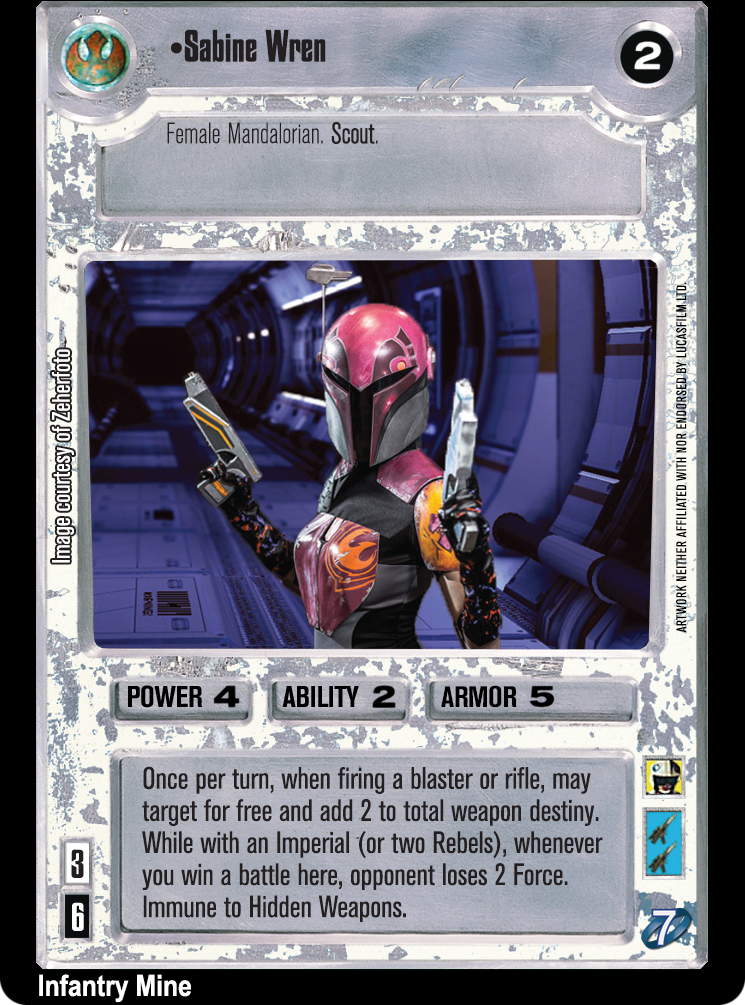 •Sabine Wren
2
Female Mandalorian. Scout.
Image courtesy of Zeherfoto
ARTWORK NEITHER AFFILIATED WITH NOR ENDORSED BY LUCASFILM LTD.
POWER 4
ABILITY 2
ARMOR 5
Once per turn, when firing a blaster or rifle, may
target for free and add 2 to total weapon destiny.
While with an Imperial (or two Rebels), whenever
you win a battle here, opponent loses 2 Force.
Immune to Hidden Weapons.
3
6
7
Infantry Mine